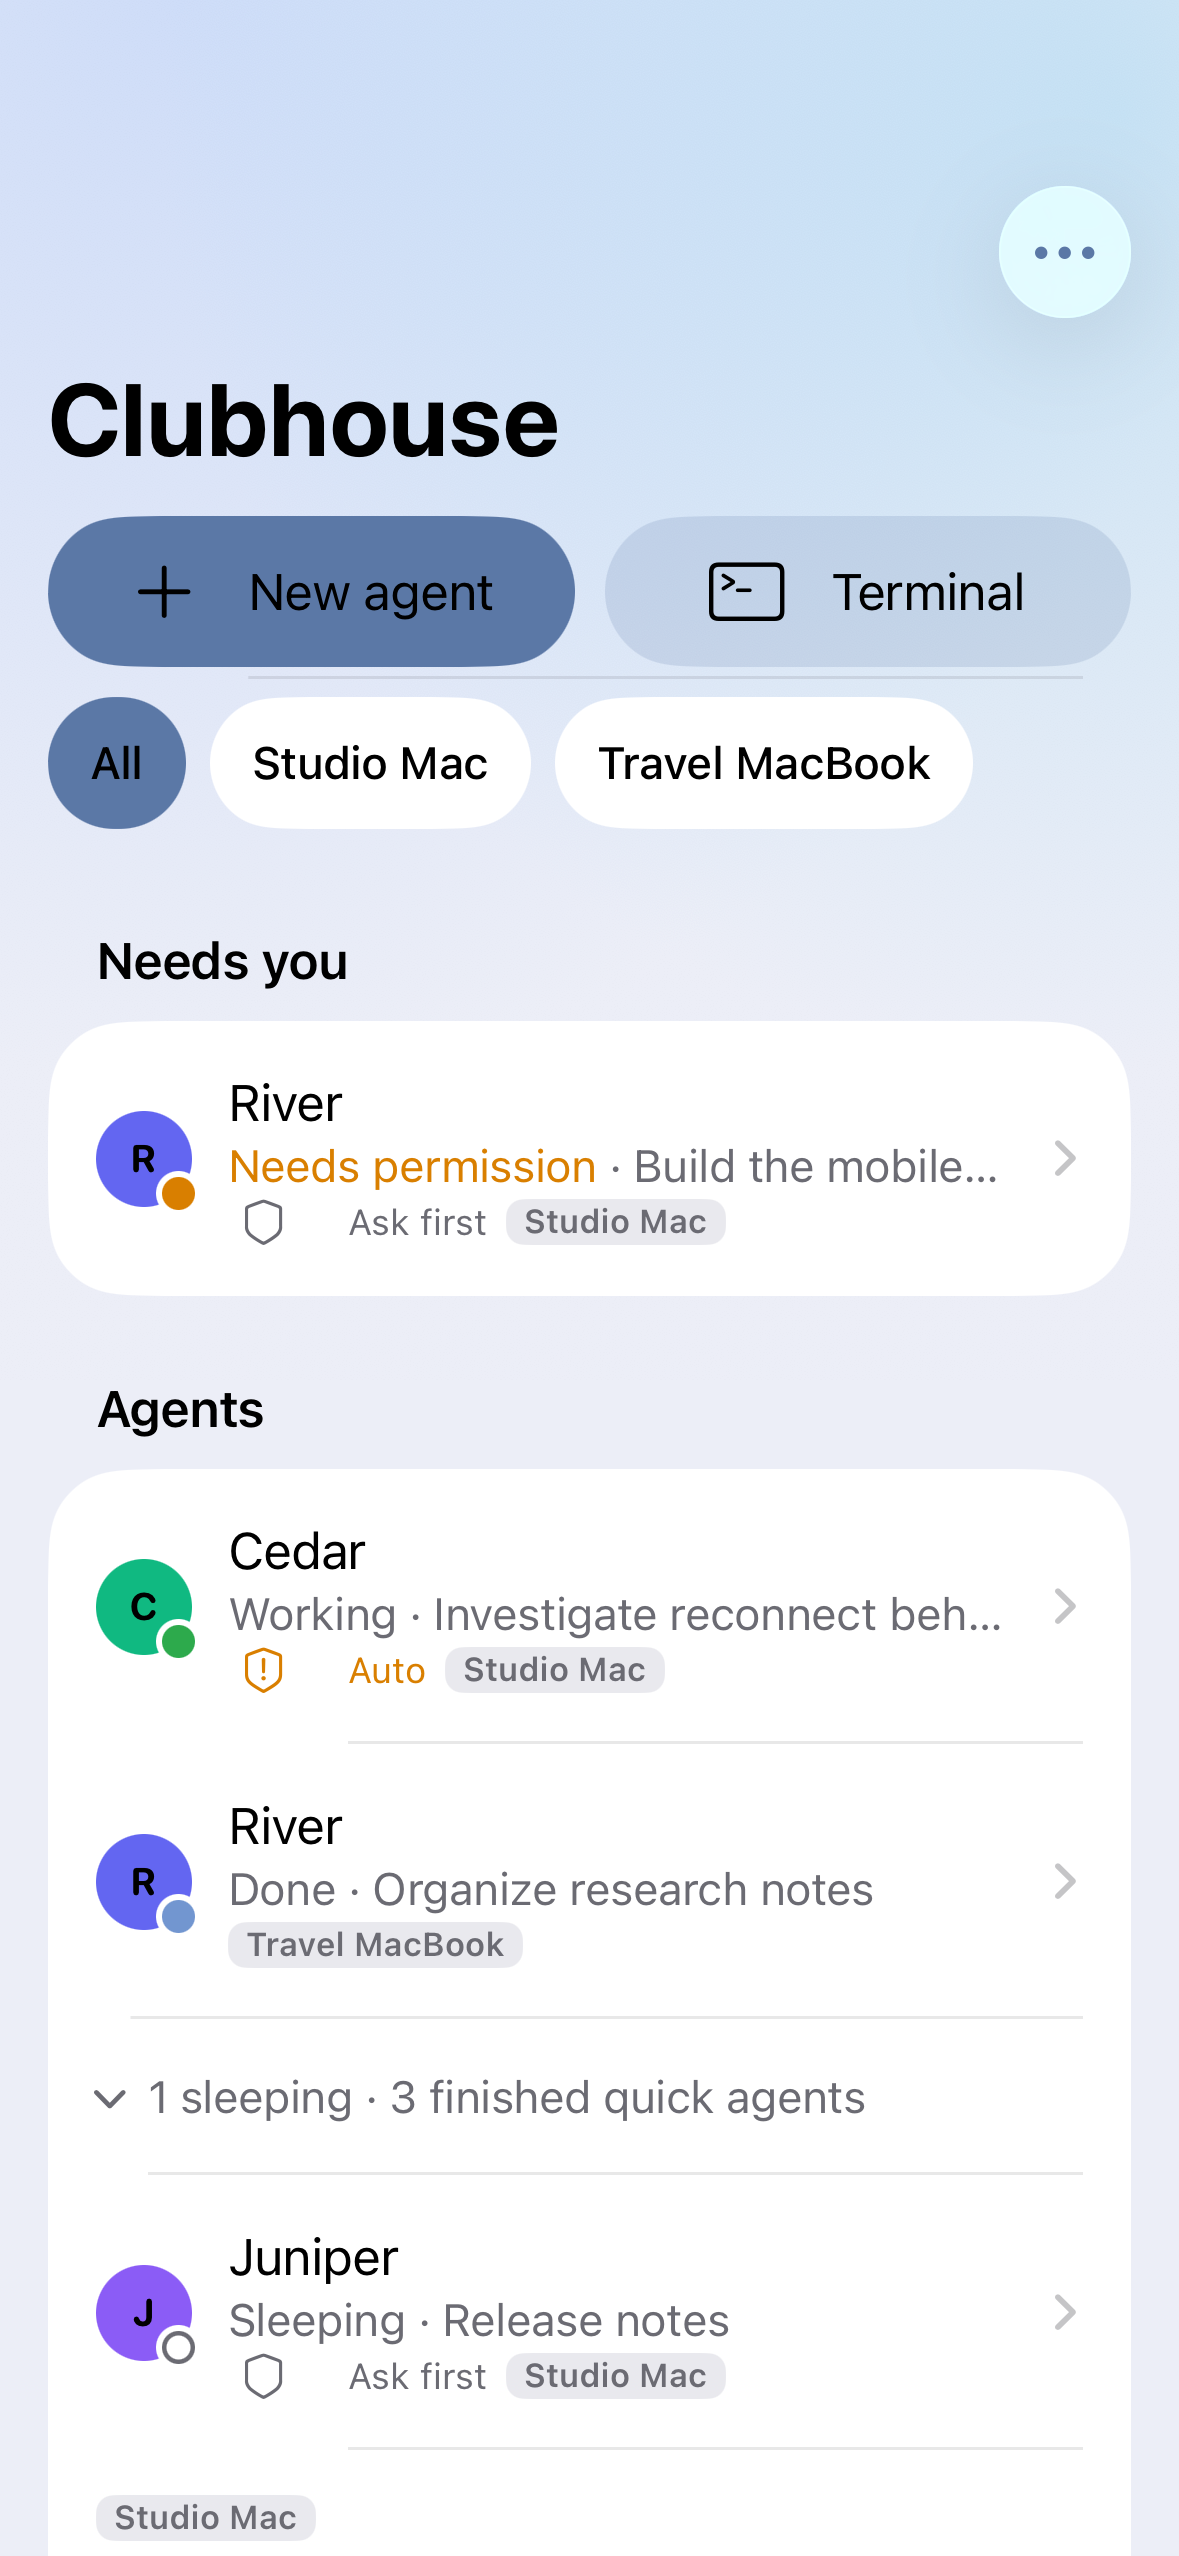 Clubhouse
New agent
Terminal
All
Studio Mac
Travel MacBook
Needs you
R
River
Needs permission · Build the mobile...
Ask first
Studio Mac
Agents
C
Cedar
Working · Investigate reconnect beh...
Auto
Studio Mac
R
River
Done · Organize research notes
Travel MacBook
1 sleeping · 3 finished quick agents
J
Juniper
Sleeping · Release notes
Ask first
Studio Mac
Studio Mac